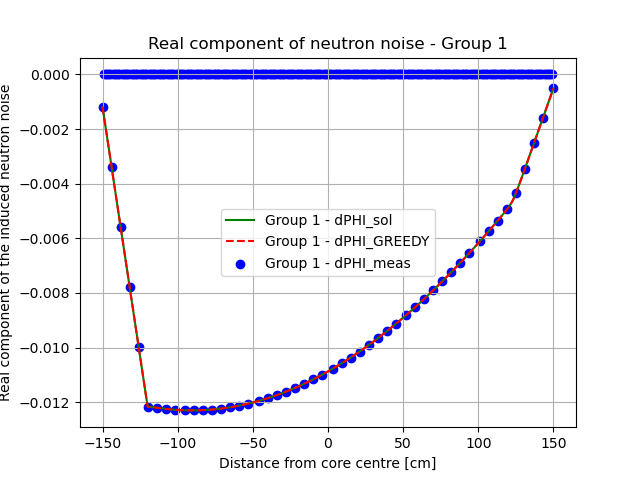 Real component of neutron noise - Group 1
Real component of the induced neutron noise
0.000
−0.002
−0.004
−0.006
−0.008
−0.010
−0.012
Group 1 - dPHI_sol
Group 1 - dPHI_GREEDY
Group 1 - dPHI_meas
−150
−100
−50
0
50
100
150
Distance from core centre [cm]